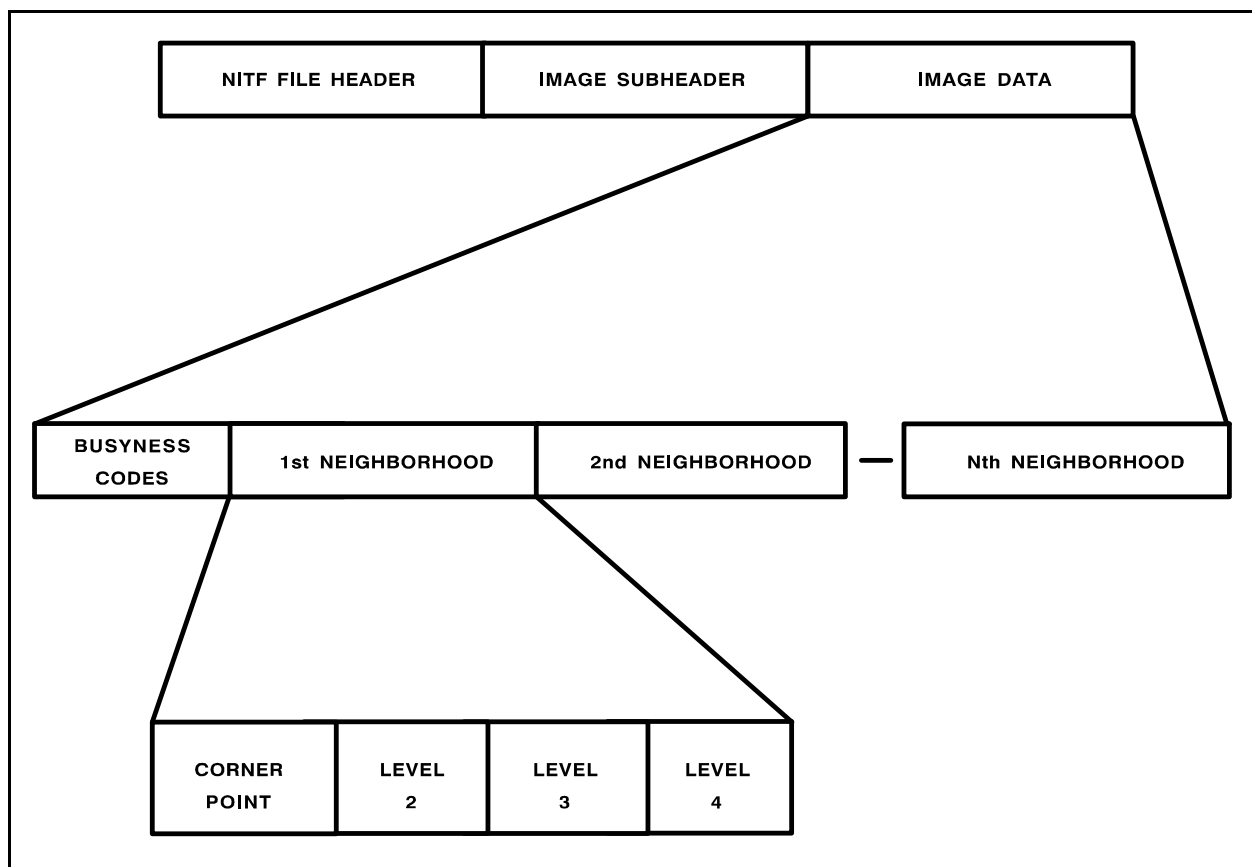 NITF FILE HEADER
IMAGE SUBHEADER
IMAGE DATA
BUSYNESS
CODES
1st NEIGHBORHOOD
2nd NEIGHBORHOOD
Nth NEIGHBORHOOD
CORNER
POINT
LEVEL
2
LEVEL
3
LEVEL
4